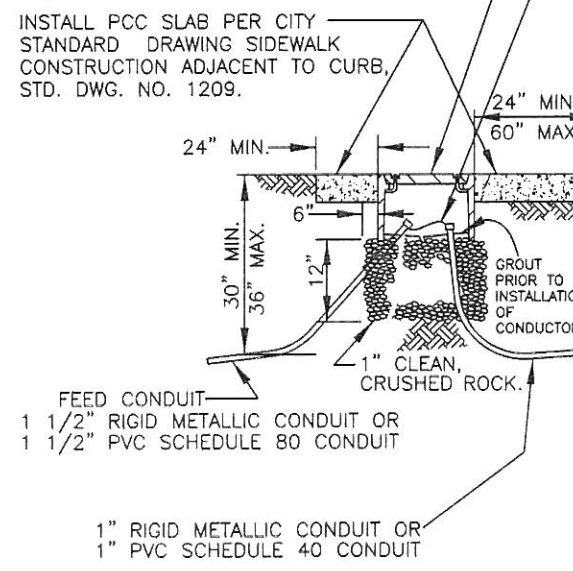 INSTALL PCC SLAB PER CITY
STANDARD DRAWING SIDEWALK
CONSTRUCTION ADJACENT TO CURB,
STD. DWG. NO. 1209.
24" MIN
60" MAX
24" MIN.
6"
30" MIN.
36" MAX.
12"
GROUT
PRIOR TO
INSTALLATIO
OF
CONDUCTO
1" CLEAN,
CRUSHED ROCK.
FEED CONDUIT
1 1/2" RIGID METALLIC CONDUIT OR
1 1/2" PVC SCHEDULE 80 CONDUIT
1" RIGID METALLIC CONDUIT OR
1" PVC SCHEDULE 40 CONDUIT